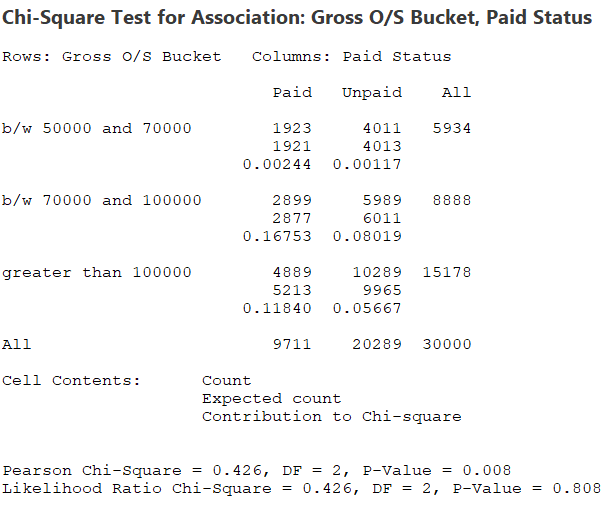 Chi-Square Test for Association: Gross O/S Bucket, Paid Status
Rows: Gross O/S Bucket Columns: Paid Status
Paid Unpaid All
b/w 50000 and 70000 1923 4011 5934
1921 4013
0.00244 0.00117
b/w 70000 and 100000 2899 5989 8888
2877 6011
0.16753 0.08019
greater than 100000 4889 10289 15178
5213 9965
0.11840 0.05667
All 9711 20289 30000
Cell Contents: Count
Expected count
Contribution to Chi-square
Pearson Chi-Square = 0.426, DF = 2, P-Value = 0.008
Likelihood Ratio Chi-Square = 0.426, DF = 2, P-Value = 0.808